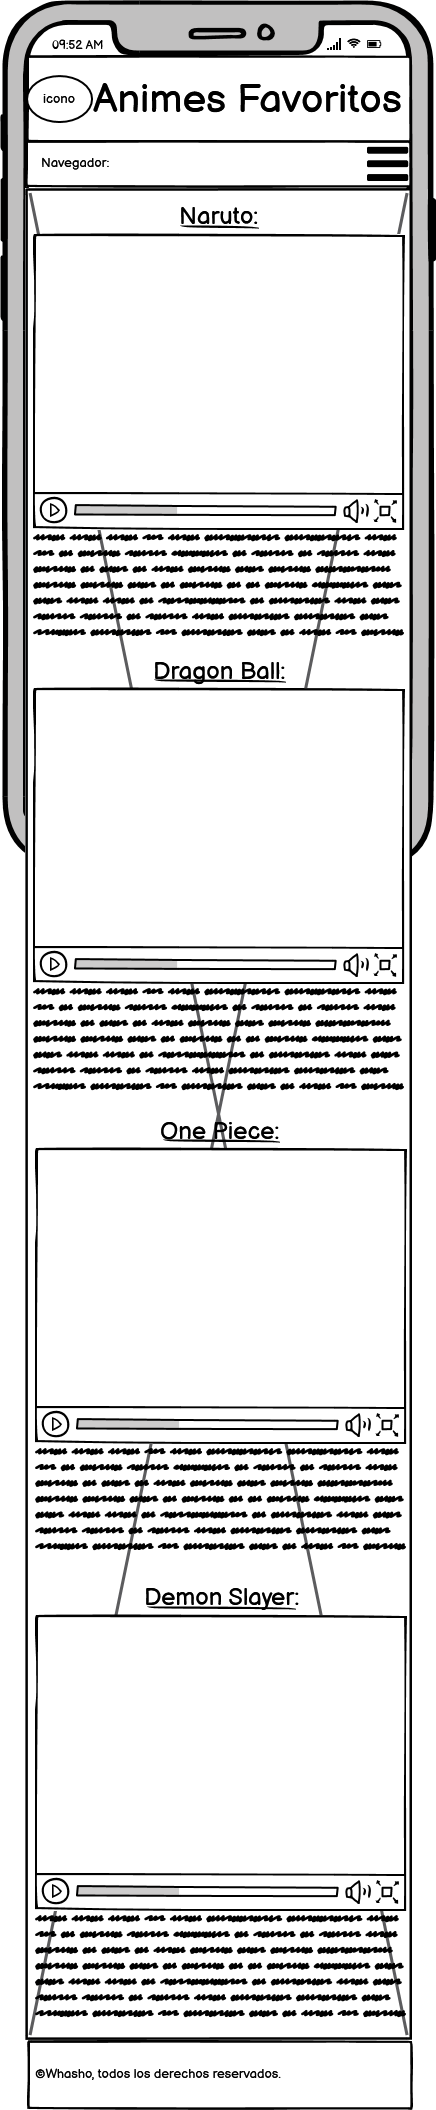 09:52 AM
icono
Animes Favoritos
Navegador:
Naruto:
Dragon Ball:
One Piece:
Demon Slayer:
©Whasho, todos los derechos reservados.